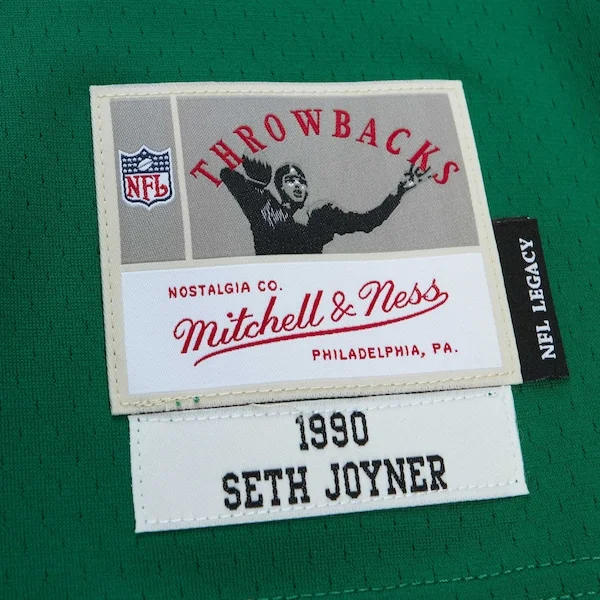 THROWBACKS
NFL
NOSTALGIA CO.
Mitchell & Ness
PHILADELPHIA, PA.
NFL LEGACY
1990
SETH JOYNER